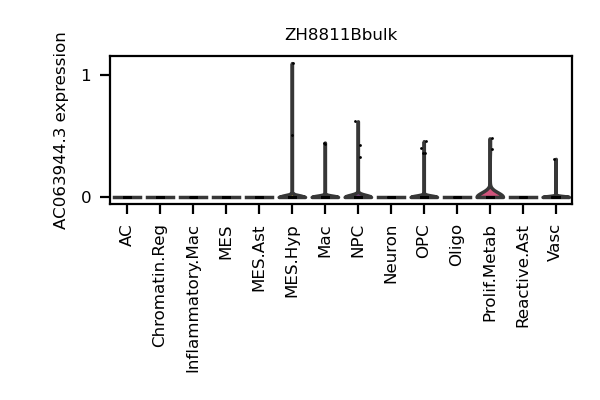 ZH8811Bbulk
AC063944.3 expression
1
0
AC
Chromatin.Reg
Inflammatory.Mac
MES
MES.Ast
MES.Hyp
Mac
NPC
Neuron
OPC
Oligo
Prolif.Metab
Reactive.Ast
Vasc